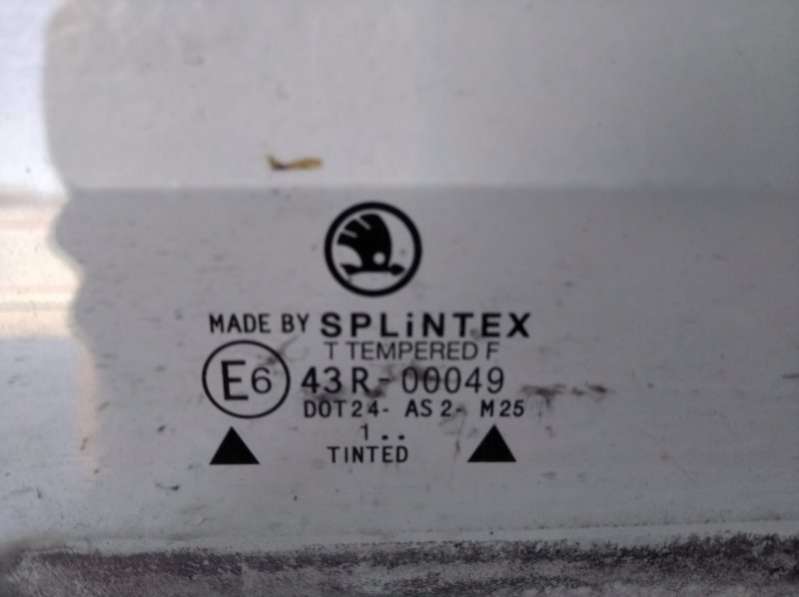 MADE BY SPLiNTEX
T TEMPERED F
E6 43R-00049
DOT24- AS2- M25
1..
TINTED